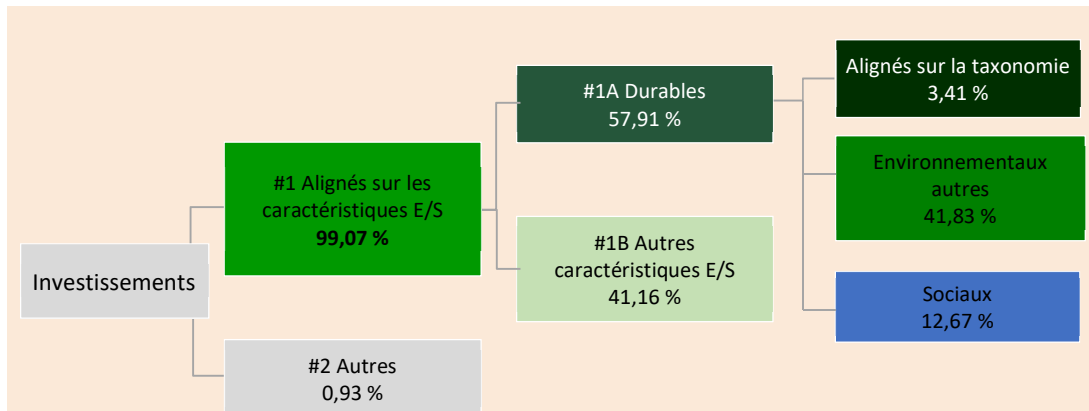 Investissements
#1 Alignés sur les
caractéristiques E/S
99,07 %
#2 Autres
0,93 %
#1A Durables
57,91 %
#1B Autres
caractéristiques E/S
41,16 %
Alignés sur la taxonomie
3,41 %
Environnementaux
autres
41,83 %
Sociaux
12,67 %